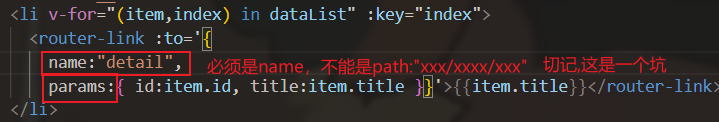 <li v-for="(item,index) in dataList" :key="index">
<router-link :to='{
name:"detail", 必须是name，不能是path:"xxx/xxxx/xxx" 切记,这是一个坑
params:{ id:item.id, title:item.title }}'>{{item.title}}</router-link>
</li>